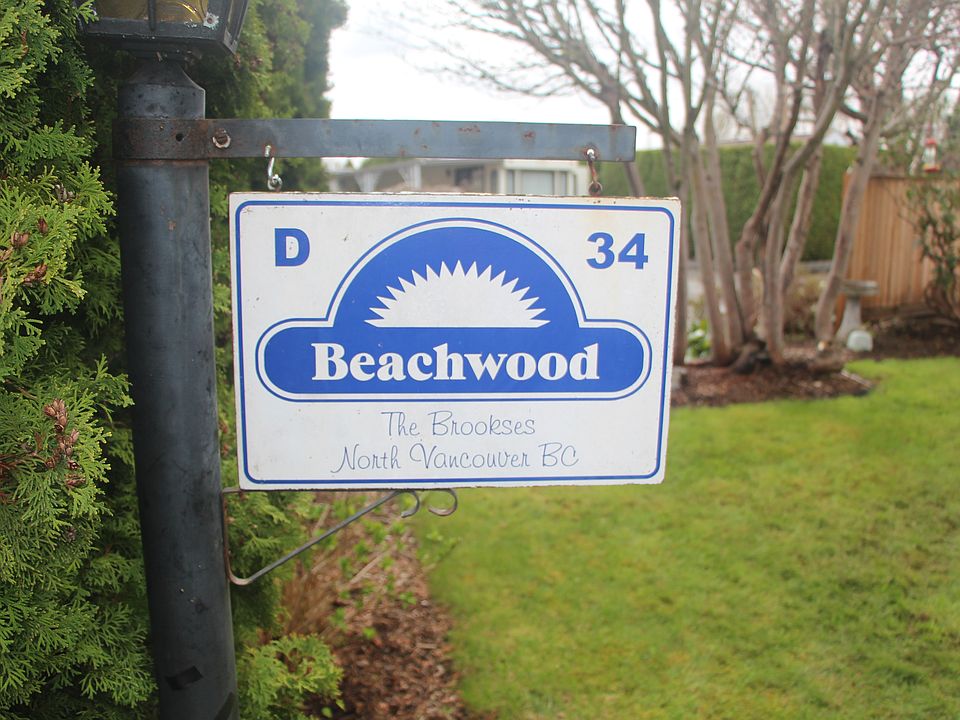 D 34
Beachwood
The Brookses
North Vancouver BC